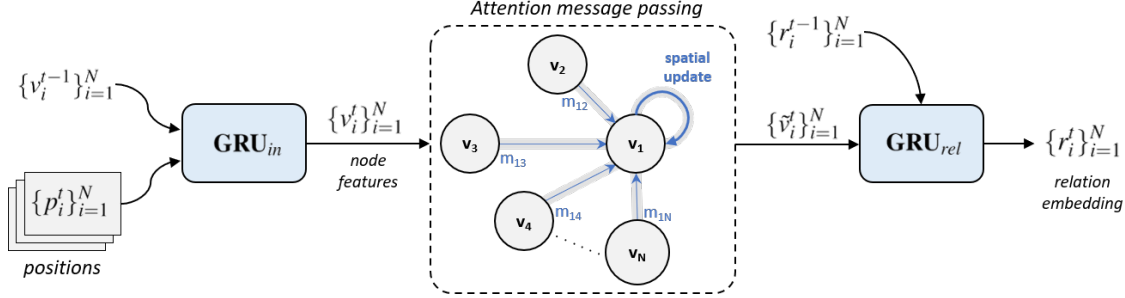 Attention message passing
{v_i^{t-1}}_{i=1}^N
GRU_in
{p_i^t}_{i=1}^N
positions
{v_i^t}_{i=1}^N
node
features
v_2
spatial
update
m_12
v_3
v_1
m_13
v_4
m_14
m_1N
v_N
{r_i^{t-1}}_{i=1}^N
{ṽ_i^t}_{i=1}^N
GRU_rel
{r_i^t}_{i=1}^N
relation
embedding